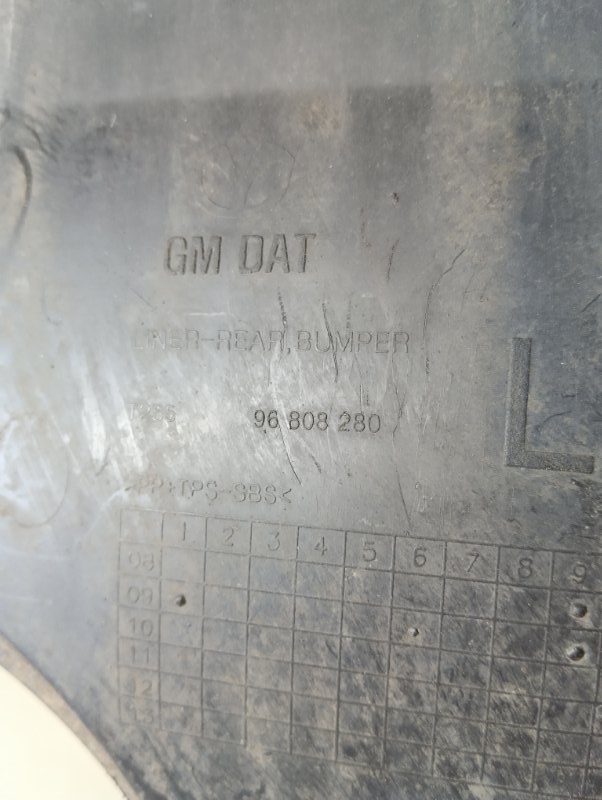 GM DAT
LINER-REAR, BUMPER
96 808 280
L
>PP+TPS-SBS<
1 2 3 4 5 6 7 8 9
08
09
10
11
12
13